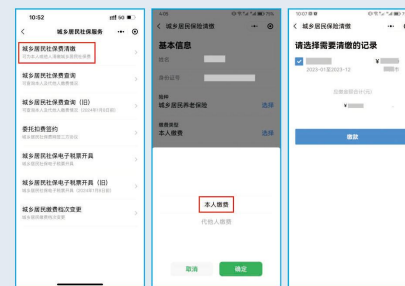 10:52
5G
城乡居民社保服务
城乡居民社保费清缴
城乡居民社保费查询
城乡居民社保费查询（旧）
委托扣费签约
城乡居民社保电子税票开具
城乡居民社保电子税票开具（旧）
城乡居民缴费档次变更
4:05
城乡居民保险清缴
基本信息
姓名
身份证号
险种
城乡居民养老保险
选择
缴费类型
本人缴费
选择
本人缴费
代他人缴费
取消
确定
10:07
城乡居民保险清缴
请选择需要清缴的记录
¥
2023-01至2023-12
¥
缴款